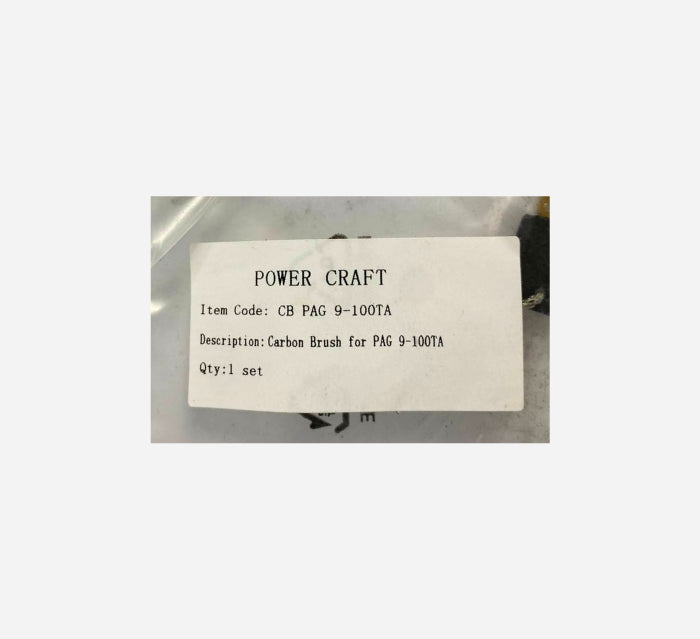 POWER CRAFT
Item Code: CB PAG 9-100TA
Description:Carbon Brush for PAG 9-100TA
Qty:1 set